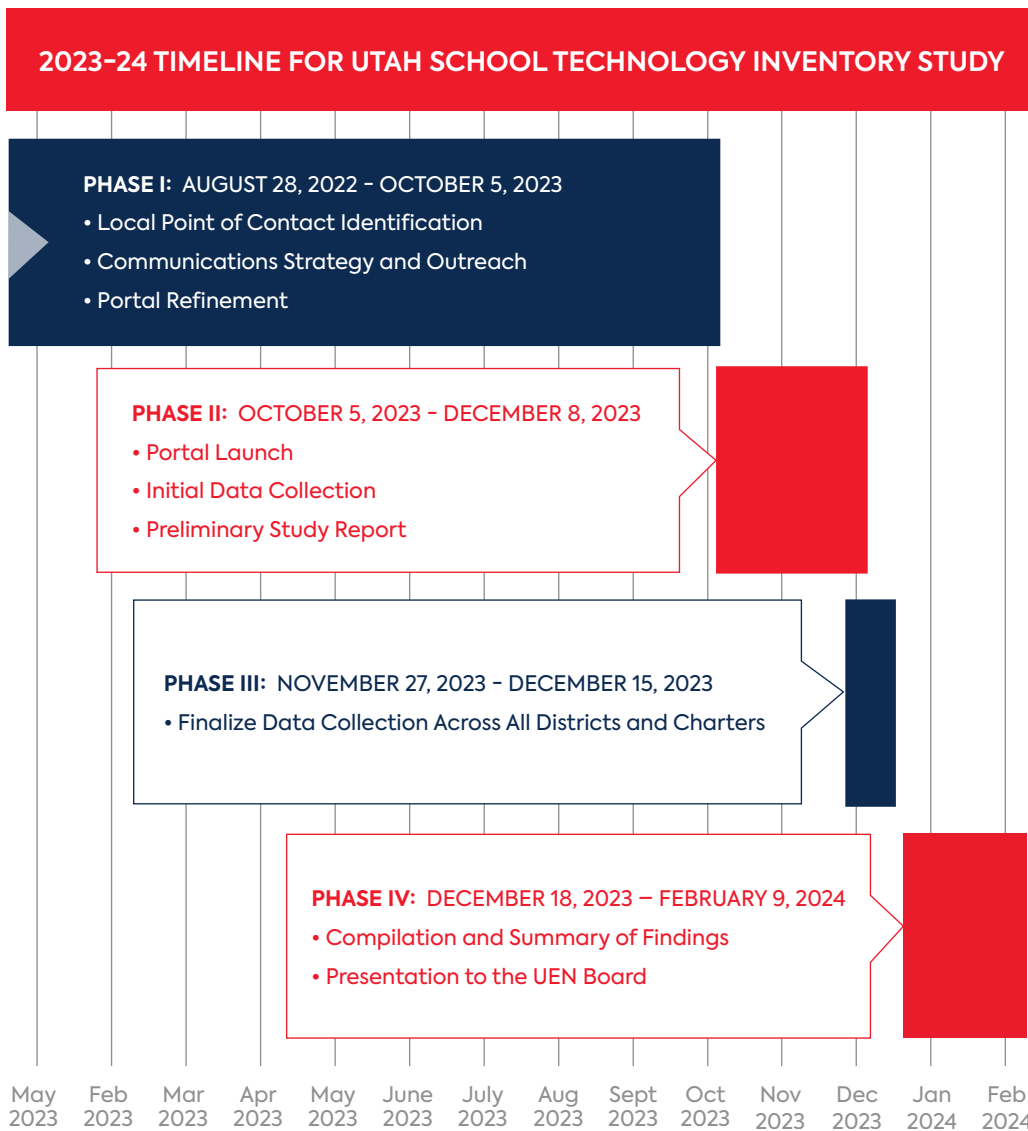 2023-24 TIMELINE FOR UTAH SCHOOL TECHNOLOGY INVENTORY STUDY
PHASE I: AUGUST 28, 2022 - OCTOBER 5, 2023
• Local Point of Contact Identification
• Communications Strategy and Outreach
• Portal Refinement
PHASE II: OCTOBER 5, 2023 - DECEMBER 8, 2023
• Portal Launch
• Initial Data Collection
• Preliminary Study Report
PHASE III: NOVEMBER 27, 2023 - DECEMBER 15, 2023
• Finalize Data Collection Across All Districts and Charters
PHASE IV: DECEMBER 18, 2023 – FEBRUARY 9, 2024
• Compilation and Summary of Findings
• Presentation to the UEN Board
May Feb Mar Apr May June July Aug Sept Oct Nov Dec Jan Feb
2023 2023 2023 2023 2023 2023 2023 2023 2023 2023 2023 2023 2024 2024